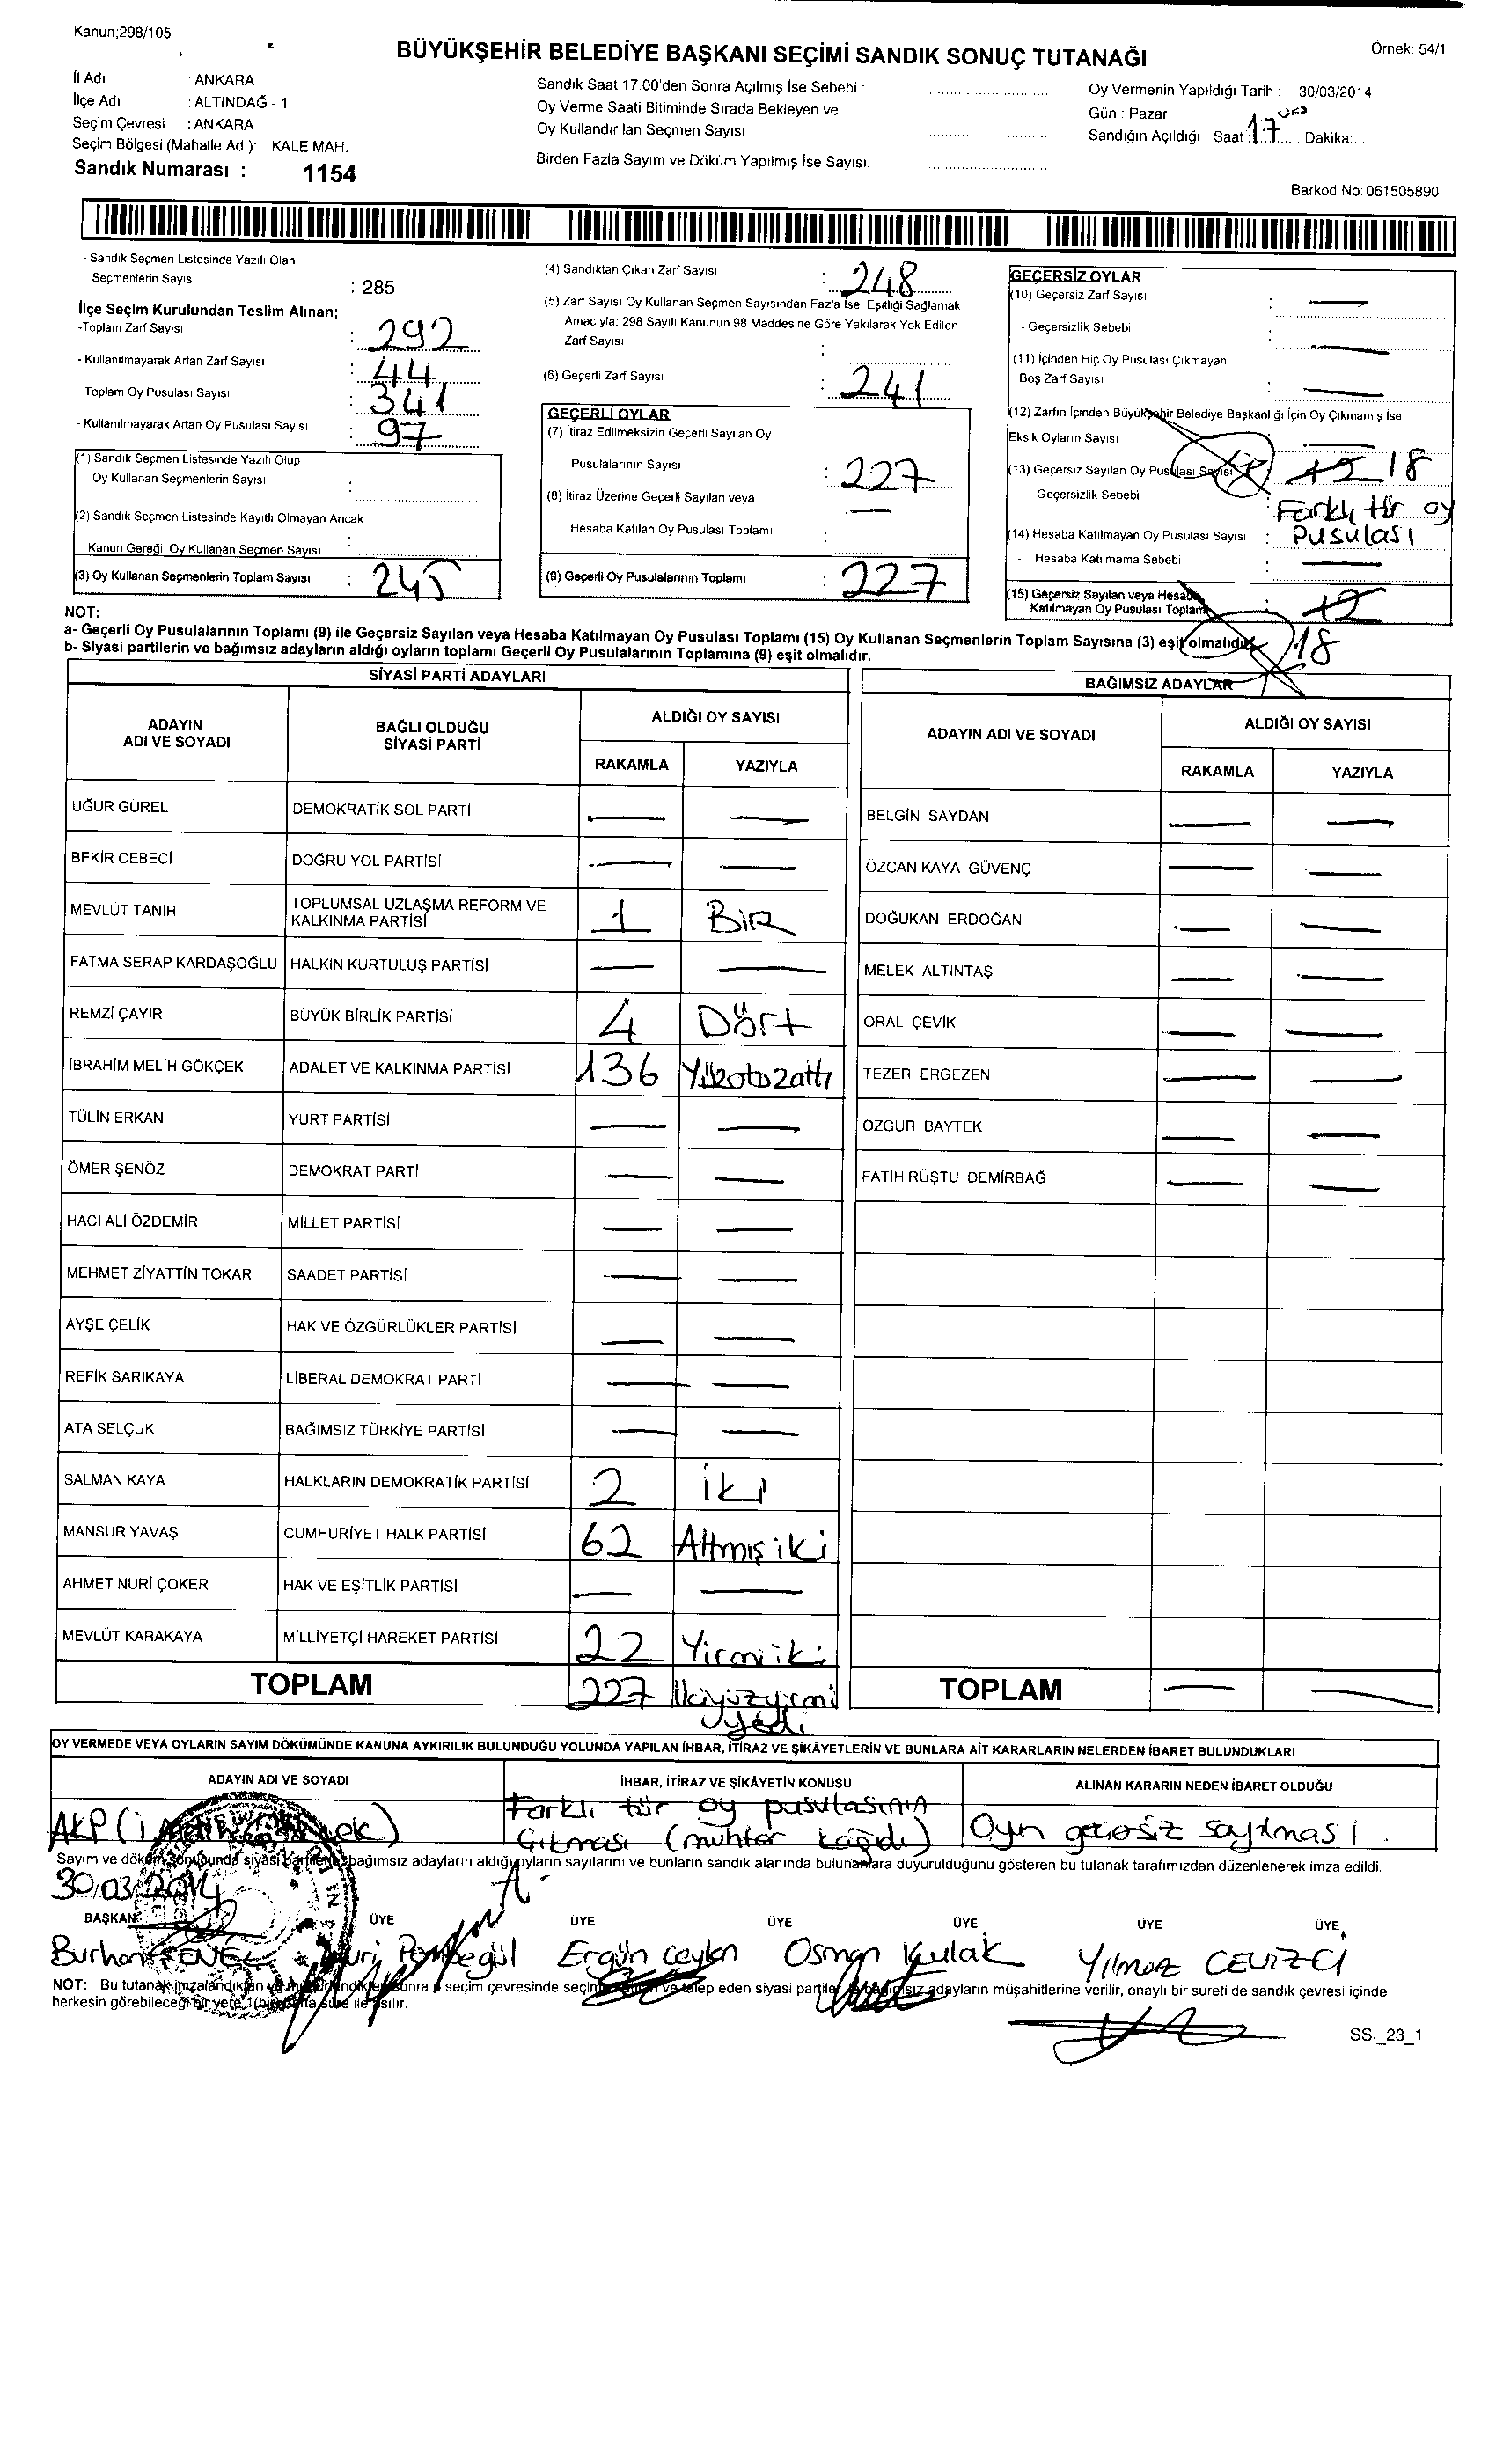 Kanun;298/105
BÜYÜKŞEHİR BELEDİYE BAŞKANI SEÇİMİ SANDIK SONUÇ TUTANAĞI
Örnek: 54/1
İl Adı : ANKARA
İlçe Adı : ALTINDAĞ - 1
Seçim Çevresi : ANKARA
Seçim Bölgesi (Mahalle Adı): KALE MAH.
Sandık Numarası : 1154
Sandık Saat 17.00'den Sonra Açılmış İse Sebebi :
Oy Verme Saati Bitiminde Sırada Bekleyen ve
Oy Kullandırılan Seçmen Sayısı :
Birden Fazla Sayım ve Döküm Yapılmış İse Sayısı:
Oy Vermenin Yapıldığı Tarih : 30/03/2014
Gün : Pazar
Sandığın Açıldığı Saat: 17 Dakika:
Barkod No: 061505890
- Sandık Seçmen Listesinde Yazılı Olan
Seçmenlerin Sayısı : 285
İlçe Seçim Kurulundan Teslim Alınan;
-Toplam Zarf Sayısı : 292
- Kullanılmayarak Artan Zarf Sayısı : 44
- Toplam Oy Pusulası Sayısı : 341
- Kullanılmayarak Artan Oy Pusulası Sayısı : 97
(1) Sandık Seçmen Listesinde Yazılı Olup
Oy Kullanan Seçmenlerin Sayısı :
(2) Sandık Seçmen Listesinde Kayıtlı Olmayan Ancak
Kanun Gereği Oy Kullanan Seçmen Sayısı :
(3) Oy Kullanan Seçmenlerin Toplam Sayısı : 245
(4) Sandıktan Çıkan Zarf Sayısı : 248
(5) Zarf Sayısı Oy Kullanan Seçmen Sayısından Fazla İse, Eşitliği Sağlamak
Amacıyla; 298 Sayılı Kanunun 98.Maddesine Göre Yakılarak Yok Edilen
Zarf Sayısı :
(6) Geçerli Zarf Sayısı : 241
GEÇERLİ OYLAR
(7) İtiraz Edilmeksizin Geçerli Sayılan Oy
Pusulalarının Sayısı : 227
(8) İtiraz Üzerine Geçerli Sayılan veya
Hesaba Katılan Oy Pusulası Toplamı : —
(9) Geçerli Oy Pusulalarının Toplamı : 227
GEÇERSİZ OYLAR
(10) Geçersiz Zarf Sayısı : —
- Geçersizlik Sebebi : —
(11) İçinden Hiç Oy Pusulası Çıkmayan
Boş Zarf Sayısı : —
(12) Zarfın İçinden Büyükşehir Belediye Başkanlığı İçin Oy Çıkmamış İse
Eksik Oyların Sayısı : —
(13) Geçersiz Sayılan Oy Pusulası Sayısı 12 18
- Geçersizlik Sebebi : Farklı tür oy
pusulası
(14) Hesaba Katılmayan Oy Pusulası Sayısı :
- Hesaba Katılmama Sebebi : —
(15) Geçersiz Sayılan veya Hesaba
Katılmayan Oy Pusulası Toplamı : 12
18
NOT:
a- Geçerli Oy Pusulalarının Toplamı (9) ile Geçersiz Sayılan veya Hesaba Katılmayan Oy Pusulası Toplamı (15) Oy Kullanan Seçmenlerin Toplam Sayısına (3) eşit olmalıdır.
b- Siyasi partilerin ve bağımsız adayların aldığı oyların toplamı Geçerli Oy Pusulalarının Toplamına (9) eşit olmalıdır.
SİYASİ PARTİ ADAYLARI
BAĞIMSIZ ADAYLAR
ADAYIN ADI VE SOYADI BAĞLI OLDUĞU SİYASİ PARTİ ALDIĞI OY SAYISI RAKAMLA YAZIYLA
ADAYIN ADI VE SOYADI ALDIĞI OY SAYISI RAKAMLA YAZIYLA
UĞUR GÜREL DEMOKRATİK SOL PARTİ — — BELGİN SAYDAN — —
BEKİR CEBECİ DOĞRU YOL PARTİSİ — — ÖZCAN KAYA GÜVENÇ — —
MEVLÜT TANIR TOPLUMSAL UZLAŞMA REFORM VE KALKINMA PARTİSİ 1 BİR DOĞUKAN ERDOĞAN — —
FATMA SERAP KARDAŞOĞLU HALKIN KURTULUŞ PARTİSİ — — MELEK ALTINTAŞ — —
REMZİ ÇAYIR BÜYÜK BİRLİK PARTİSİ 4 Dört ORAL ÇEVİK — —
İBRAHİM MELİH GÖKÇEK ADALET VE KALKINMA PARTİSİ 136 TEZER ERGEZEN — —
TÜLİN ERKAN YURT PARTİSİ — — ÖZGÜR BAYTEK — —
ÖMER ŞENÖZ DEMOKRAT PARTİ — — FATİH RÜŞTÜ DEMİRBAĞ — —
HACI ALİ ÖZDEMİR MİLLET PARTİSİ — —
MEHMET ZİYATTİN TOKAR SAADET PARTİSİ — —
AYŞE ÇELİK HAK VE ÖZGÜRLÜKLER PARTİSİ — —
REFİK SARIKAYA LİBERAL DEMOKRAT PARTİ — —
ATA SELÇUK BAĞIMSIZ TÜRKİYE PARTİSİ — —
SALMAN KAYA HALKLARIN DEMOKRATİK PARTİSİ 2 iki
MANSUR YAVAŞ CUMHURİYET HALK PARTİSİ 62 Altmış iki
AHMET NURİ ÇOKER HAK VE EŞİTLİK PARTİSİ — —
MEVLÜT KARAKAYA MİLLİYETÇİ HAREKET PARTİSİ 22 Yirmi iki
TOPLAM 227 İkiyüzyirmi yedi TOPLAM — —
OY VERMEDE VEYA OYLARIN SAYIM DÖKÜMÜNDE KANUNA AYKIRILIK BULUNDUĞU YOLUNDA YAPILAN İHBAR, İTİRAZ VE ŞİKAYETLERİN VE BUNLARA AİT KARARLARIN NELERDEN İBARET BULUNDUKLARI
ADAYIN ADI VE SOYADI İHBAR, İTİRAZ VE ŞİKAYETİN KONUSU ALINAN KARARIN NEDEN İBARET OLDUĞU
AKP Farklı tür oy pusulasının
Çıkması (muhtar kağıdı) Oyun geçersiz sayılması.
Sayım ve döküm sonucunda siyasi partilerin bağımsız adayların aldığı oyların sayılarını ve bunların sandık alanında bulunanlara duyurulduğunu gösteren bu tutanak tarafımızdan düzenlenerek imza edildi.
30/03/2014
BAŞKAN ÜYE ÜYE ÜYE ÜYE ÜYE ÜYE
Burhan ŞENEL Nuri Pembegül Ergün Ceylan Osman Kulak Yılmaz CEVİZCİ
NOT: Bu tutanak imzalandıktan ve mühürlendikten sonra seçim çevresinde seçime katılan ve talep eden siyasi partiler ile bağımsız adayların müşahitlerine verilir, onaylı bir sureti de sandık çevresi içinde
herkesin görebileceği bir yere 1 (bir) hafta süre ile asılır.
SSI_23_1